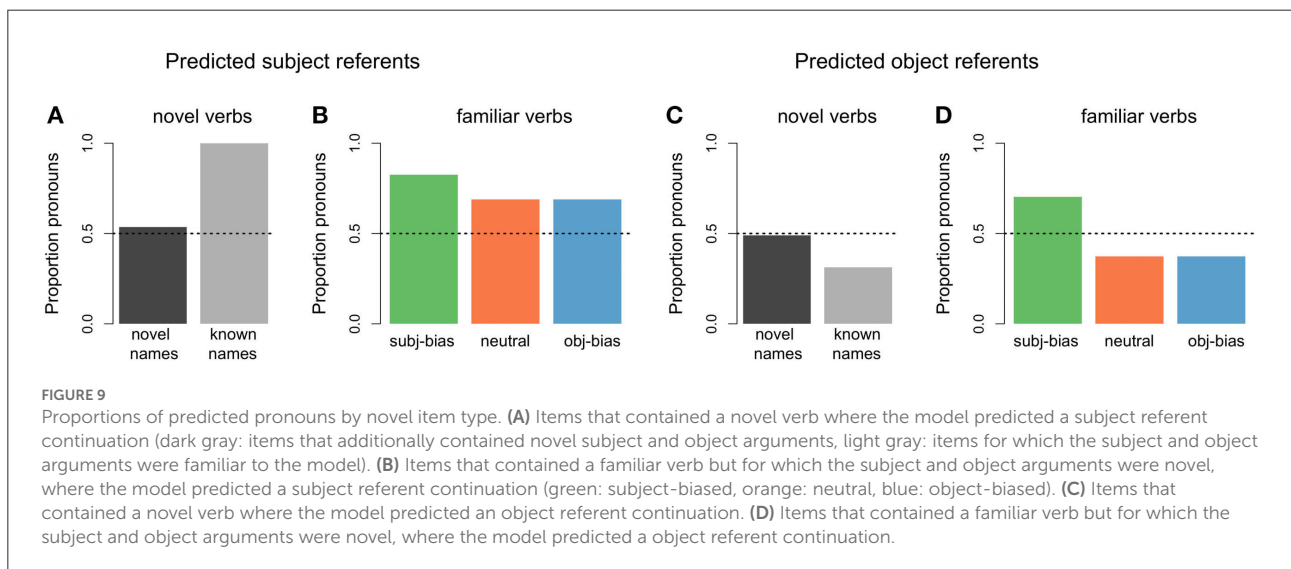 Predicted subject referents
Predicted object referents
A
novel verbs
Proportion pronouns
0.0
0.5
1.0
novel names
known names
B
familiar verbs
Proportion pronouns
0.0
0.5
1.0
subj-bias
neutral
obj-bias
C
novel verbs
Proportion pronouns
0.0
0.5
1.0
novel names
known names
D
familiar verbs
Proportion pronouns
0.0
0.5
1.0
subj-bias
neutral
obj-bias
FIGURE 9
Proportions of predicted pronouns by novel item type. (A) Items that contained a novel verb where the model predicted a subject referent
continuation (dark gray: items that additionally contained novel subject and object arguments, light gray: items for which the subject and object
arguments were familiar to the model). (B) Items that contained a familiar verb but for which the subject and object arguments were novel,
where the model predicted a subject referent continuation (green: subject-biased, orange: neutral, blue: object-biased). (C) Items that
contained a novel verb where the model predicted an object referent continuation. (D) Items that contained a familiar verb but for which the
subject and object arguments were novel, where the model predicted a object referent continuation.